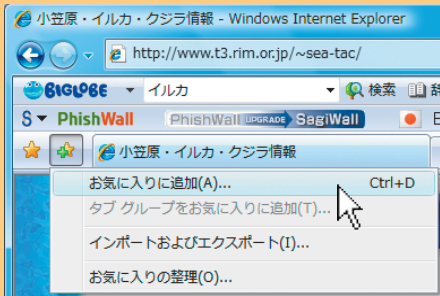 小笠原・イルカ・クジラ情報 - Windows Internet Explorer
http://www.t3.rim.or.jp/~sea-tac/
BIGLOBE イルカ 検索
S PhishWall PhishWall UPGRADE SagiWall
小笠原・イルカ・クジラ情報
お気に入りに追加(A)... Ctrl+D
タブ グループをお気に入りに追加(T)...
インポートおよびエクスポート(I)...
お気に入りの整理(O)...